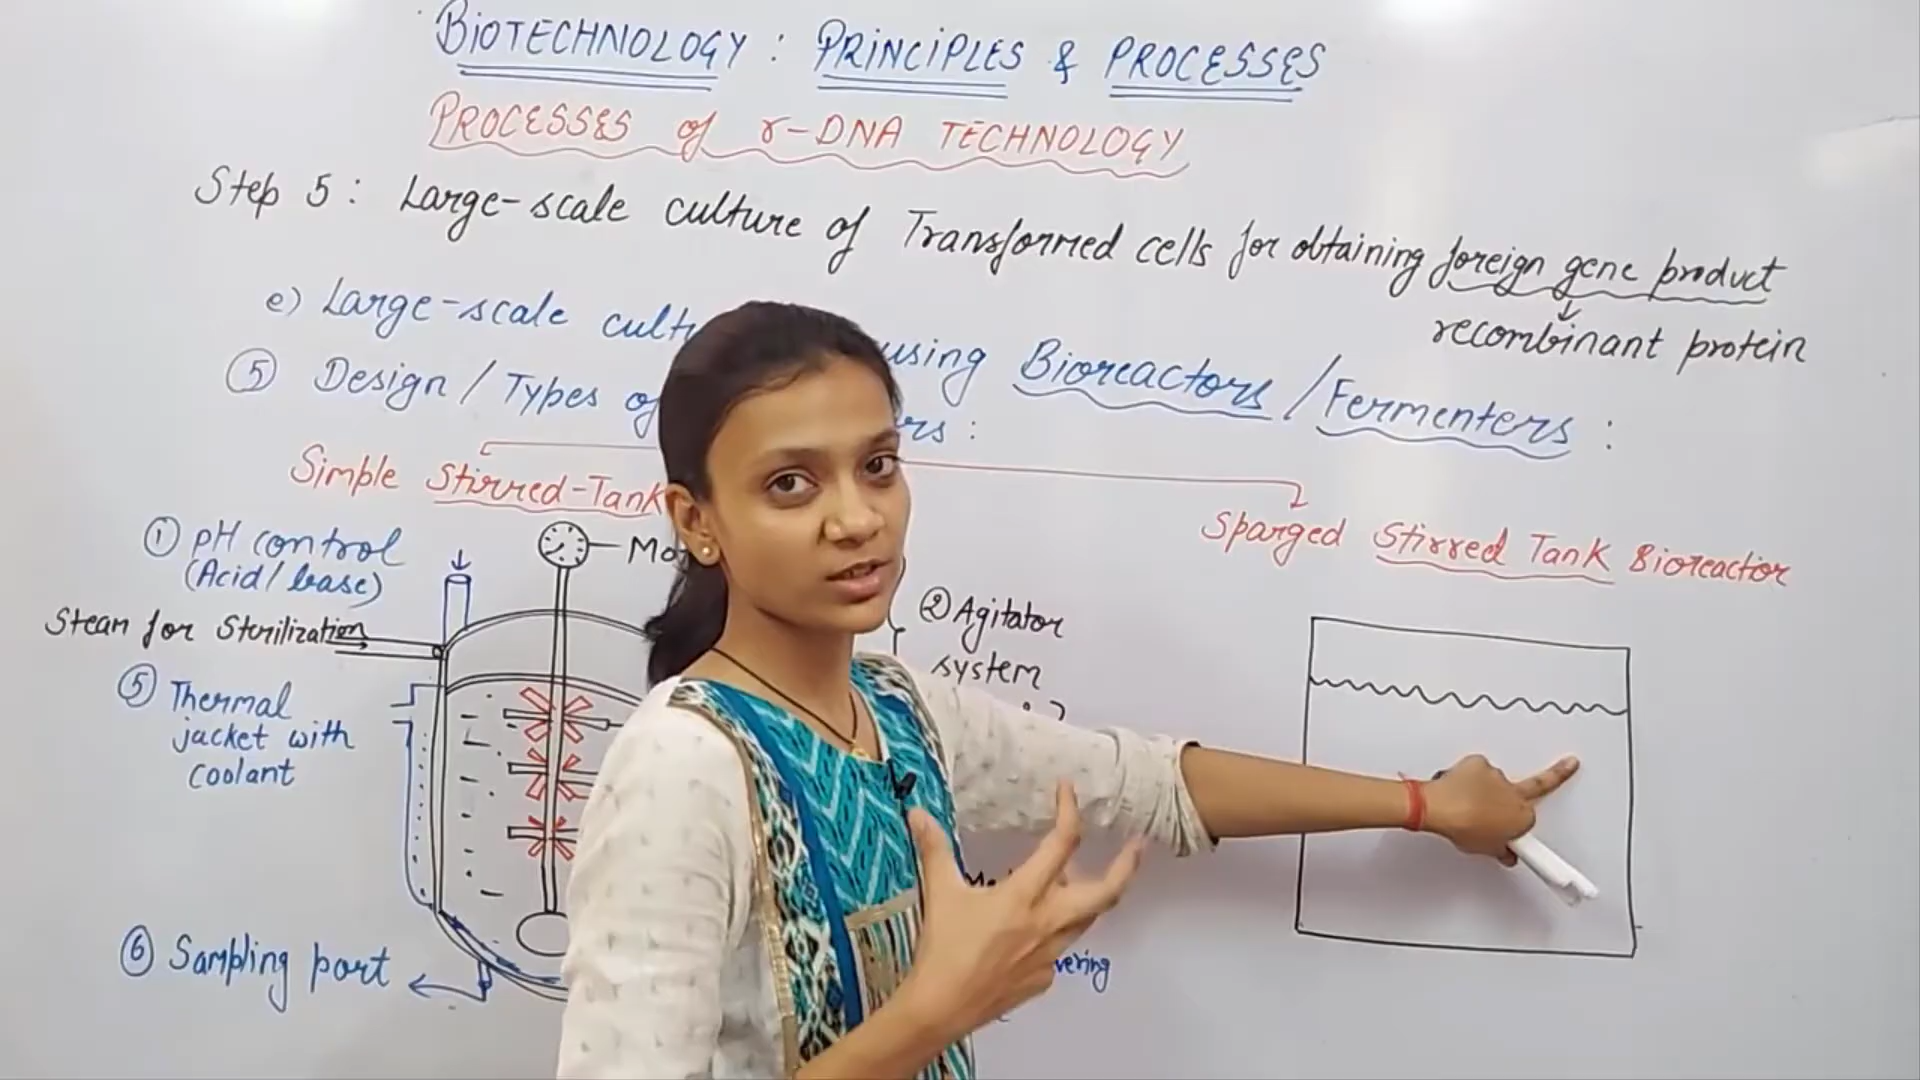 BIOTECHNOLOGY : PRINCIPLES & PROCESSES
PROCESSES of r-DNA TECHNOLOGY
Step 5 : Large-scale culture of Transformed cells for obtaining foreign gene product
recombinant protein
e) Large-scale using Bioreactors / Fermenters :
⑤ Design / Types of :
Simple Stirred-Tank
Sparged Stirred Tank Bioreactor
① pH control
(Acid / base)
Steam for Sterilization
② Agitator
system
⑤ Thermal
jacket with
coolant
⑥ Sampling port